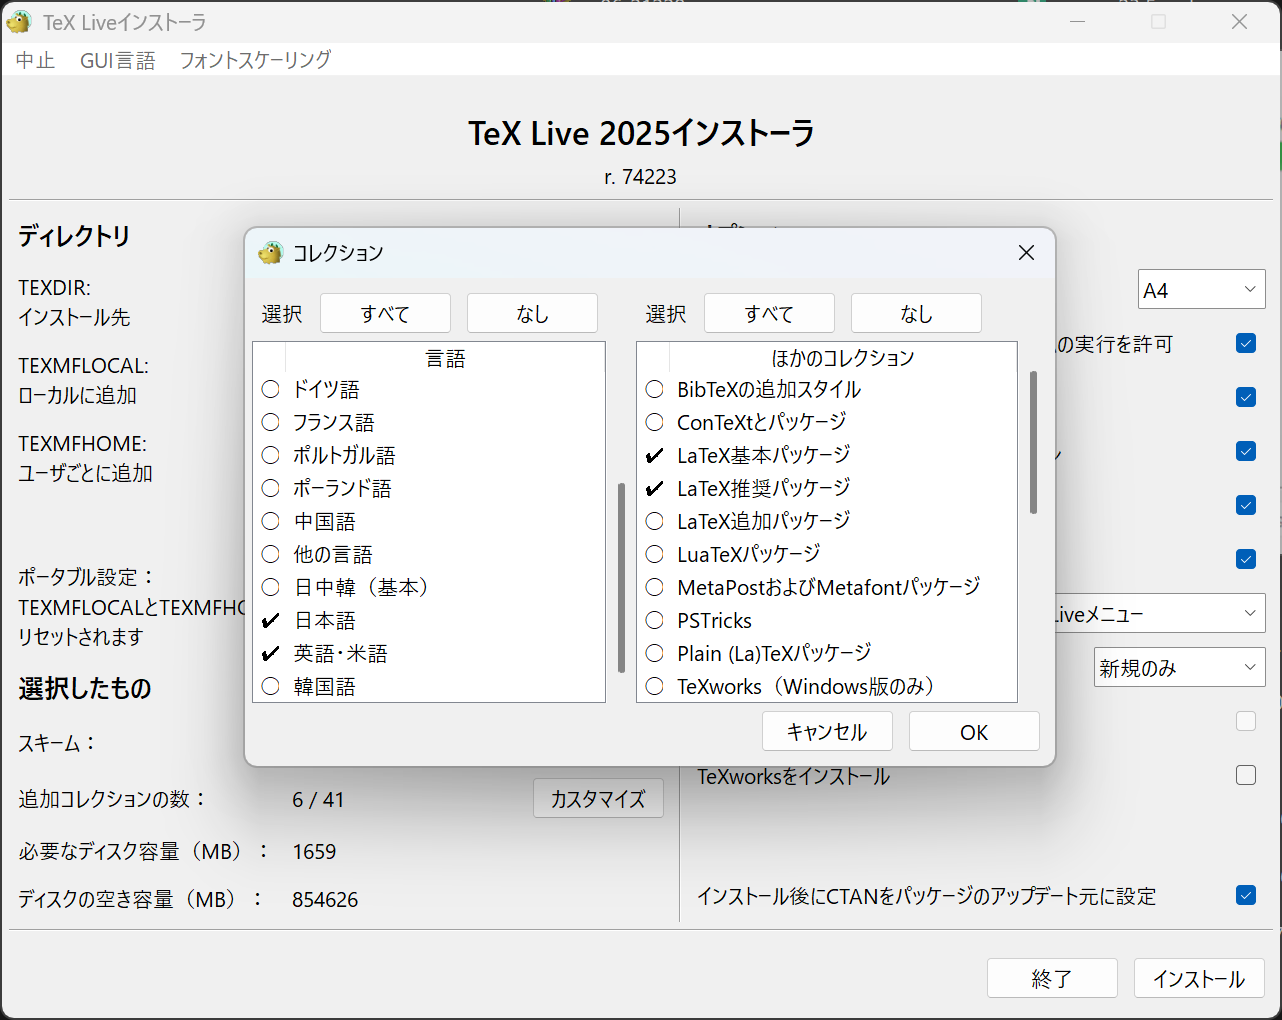 TeX Liveインストーラ
中止 GUI言語 フォントスケーリング
TeX Live 2025インストーラ
r. 74223
ディレクトリ
TEXDIR:
インストール先
TEXMFLOCAL:
ローカルに追加
TEXMFHOME:
ユーザごとに追加
ポータブル設定：
TEXMFLOCALとTEXMFHO
リセットされます
選択したもの
スキーム：
追加コレクションの数： 6 / 41 カスタマイズ
必要なディスク容量（MB）： 1659
ディスクの空き容量（MB）： 854626
コレクション
選択 すべて なし
言語
ドイツ語
フランス語
ポルトガル語
ポーランド語
中国語
他の言語
日中韓（基本）
日本語
英語・米語
韓国語
選択 すべて なし
ほかのコレクション
BibTeXの追加スタイル
ConTeXtとパッケージ
LaTeX基本パッケージ
LaTeX推奨パッケージ
LaTeX追加パッケージ
LuaTeXパッケージ
MetaPostおよびMetafontパッケージ
PSTricks
Plain (La)TeXパッケージ
TeXworks（Windows版のみ）
キャンセル OK
A4
の実行を許可
Liveメニュー
新規のみ
TeXworksをインストール
インストール後にCTANをパッケージのアップデート元に設定
終了 インストール